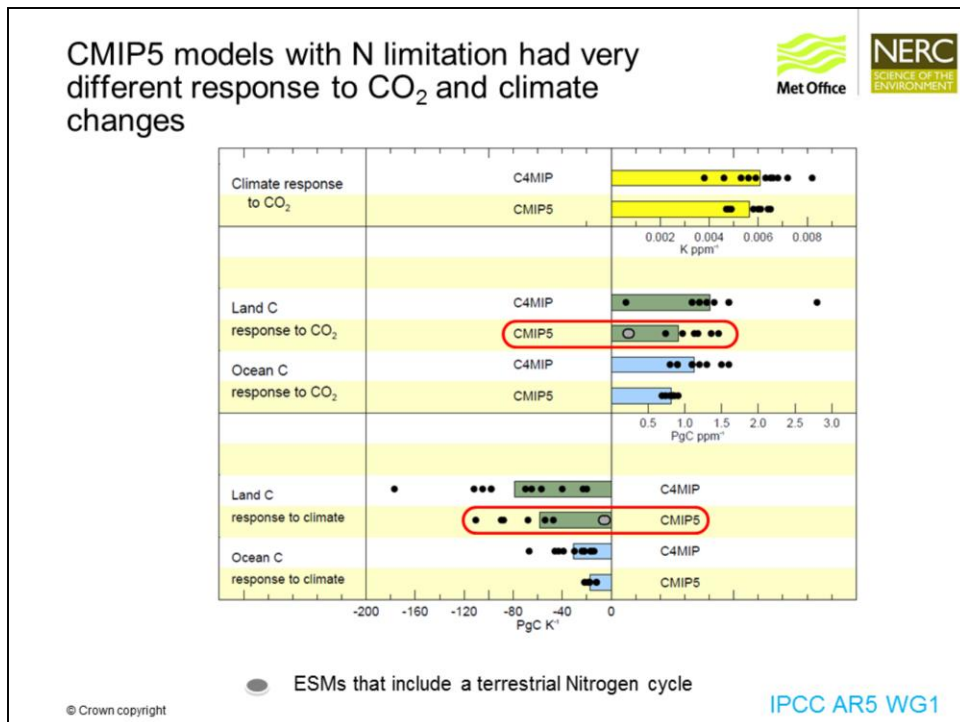 CMIP5 models with N limitation had very
different response to CO₂ and climate
changes
Met Office
NERC
SCIENCE OF THE
ENVIRONMENT
Climate response
to CO₂
C4MIP
CMIP5
0.002 0.004 0.006 0.008
K ppm⁻¹
Land C
response to CO₂
C4MIP
CMIP5
Ocean C
response to CO₂
C4MIP
CMIP5
0.5 1.0 1.5 2.0 2.5 3.0
PgC ppm⁻¹
Land C
response to climate
C4MIP
CMIP5
Ocean C
response to climate
C4MIP
CMIP5
-200 -160 -120 -80 -40 0
PgC K⁻¹
ESMs that include a terrestrial Nitrogen cycle
© Crown copyright
IPCC AR5 WG1